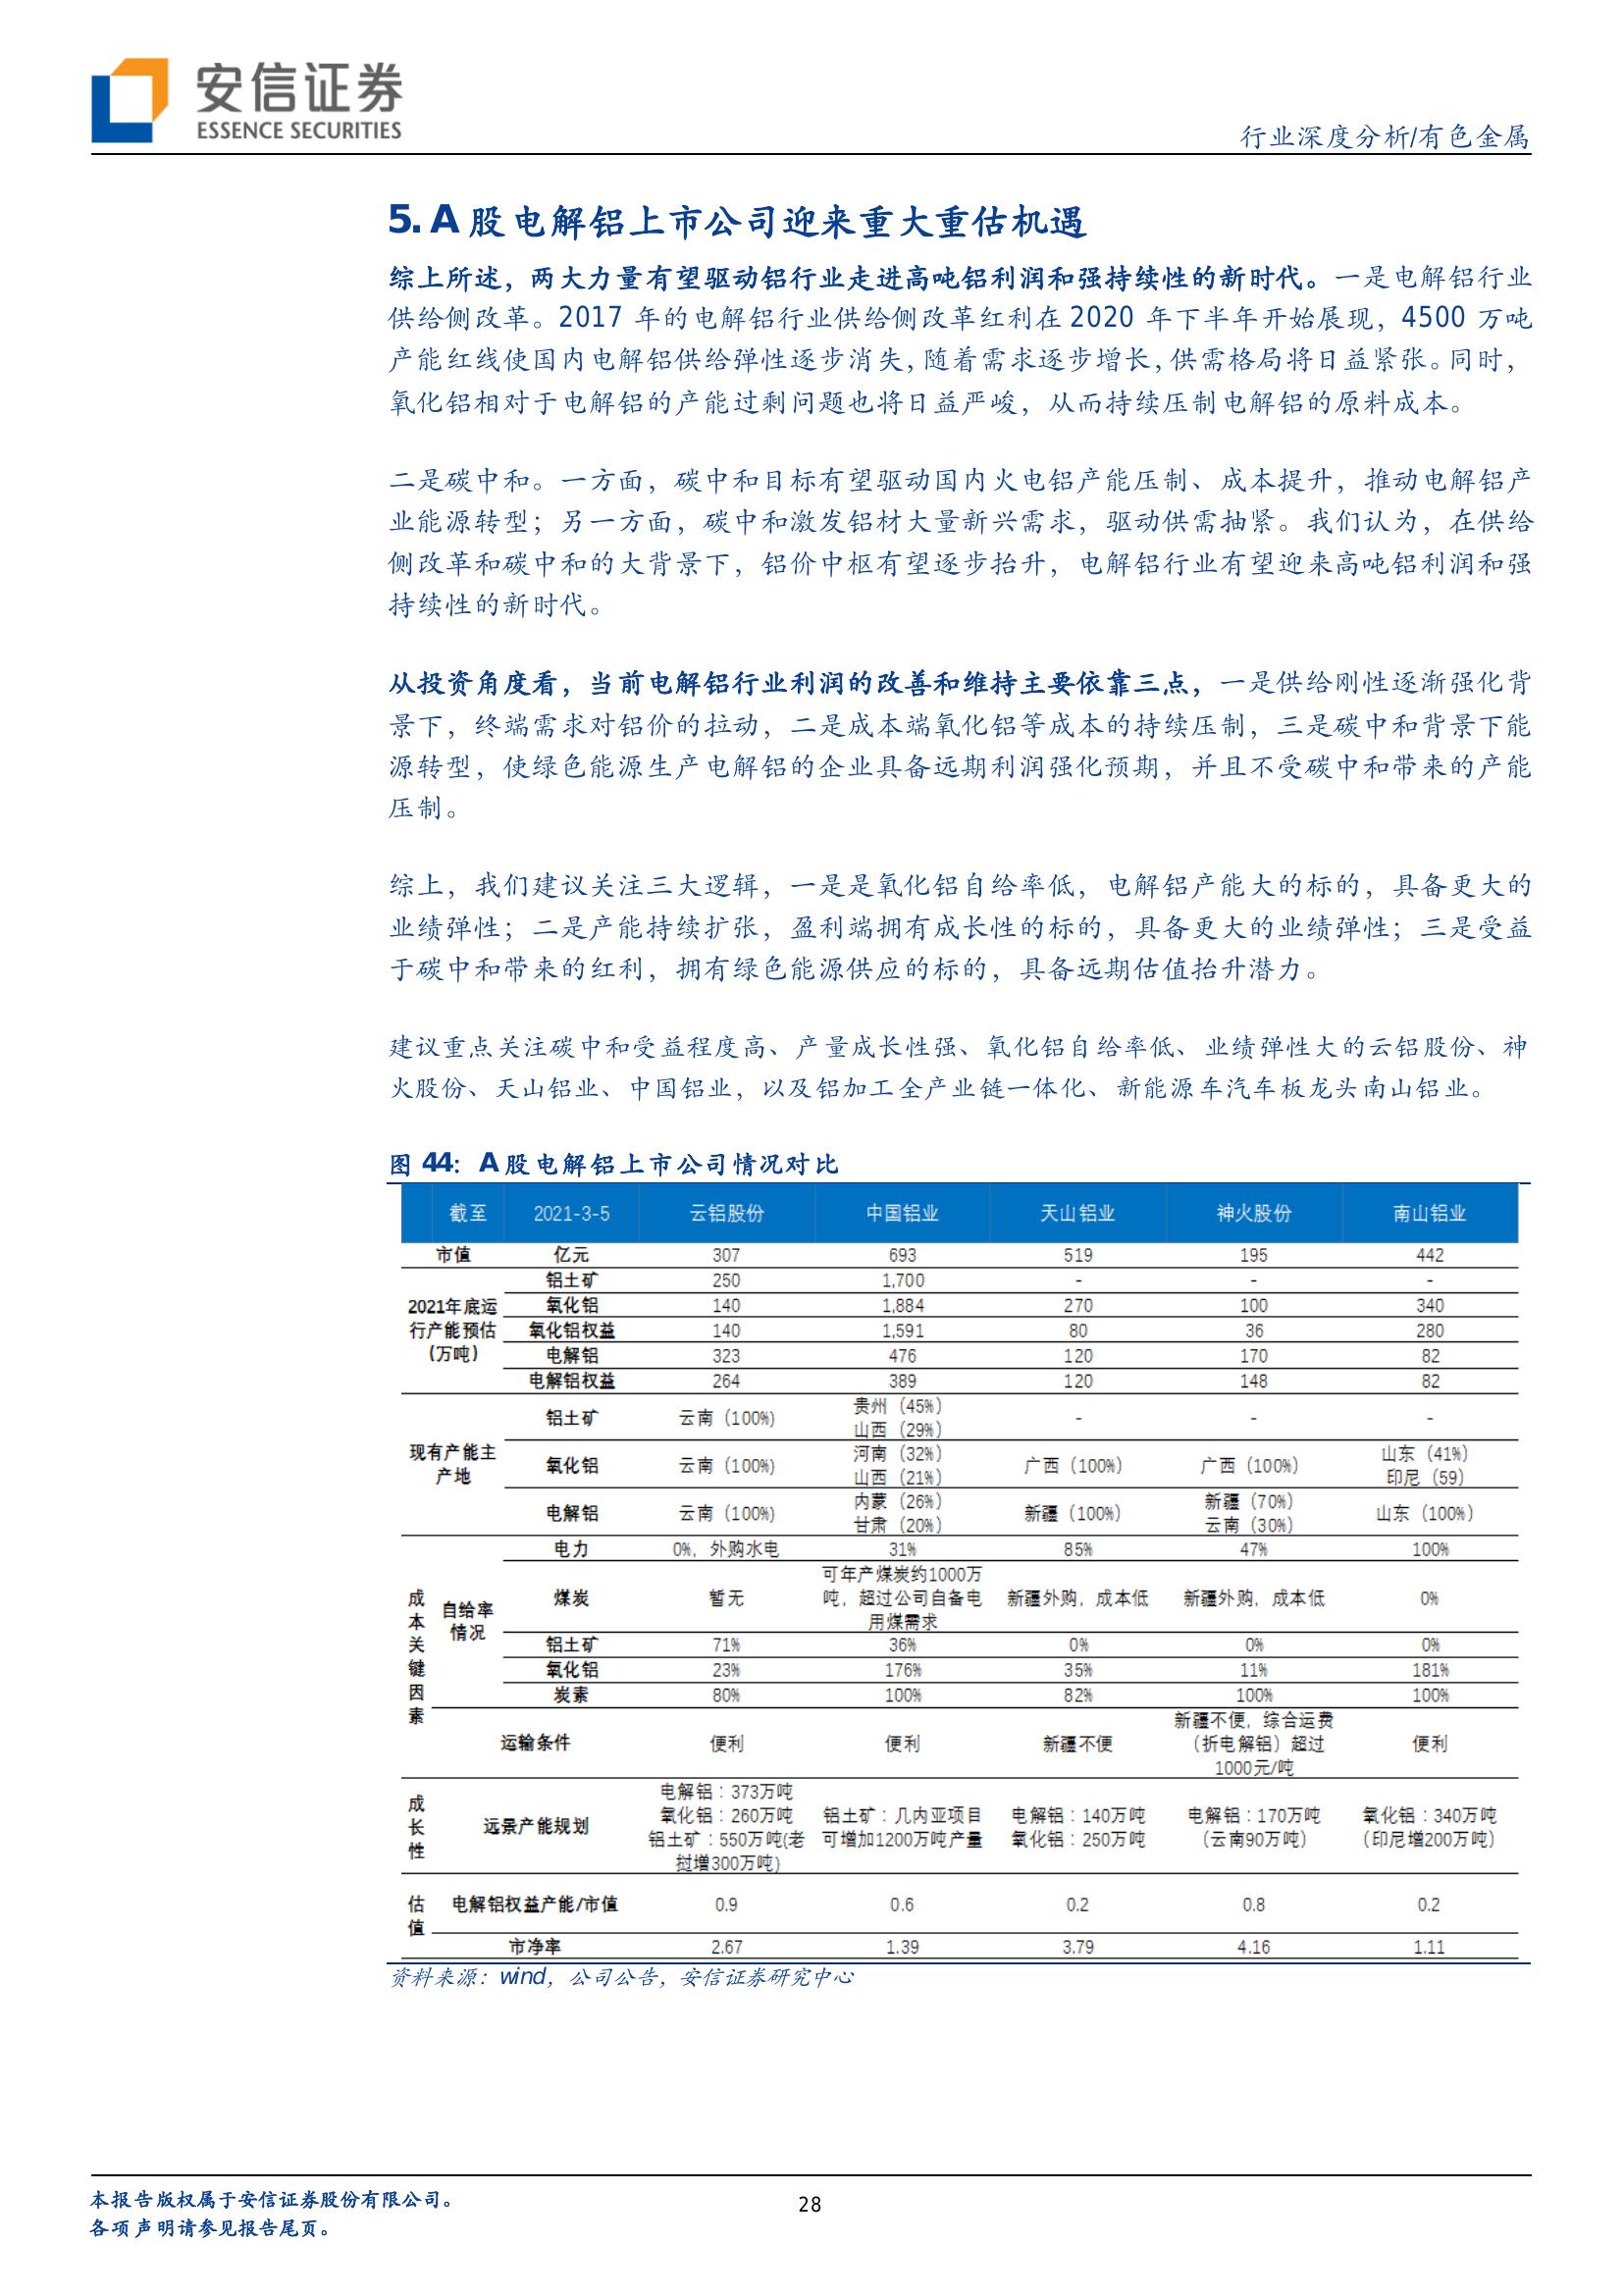 安信证券
ESSENCE SECURITIES
行业深度分析/有色金属
5. A 股电解铝上市公司迎来重大重估机遇
综上所述，两大力量有望驱动铝行业走进高吨铝利润和强持续性的新时代。一是电解铝行业
供给侧改革。2017 年的电解铝行业供给侧改革红利在 2020 年下半年开始展现，4500 万吨
产能红线使国内电解铝供给弹性逐步消失，随着需求逐步增长，供需格局将日益紧张。同时，
氧化铝相对于电解铝的产能过剩问题也将日益严峻，从而持续压制电解铝的原料成本。
二是碳中和。一方面，碳中和目标有望驱动国内火电铝产能压制、成本提升，推动电解铝产
业能源转型；另一方面，碳中和激发铝材大量新兴需求，驱动供需抽紧。我们认为，在供给
侧改革和碳中和的大背景下，铝价中枢有望逐步抬升，电解铝行业有望迎来高吨铝利润和强
持续性的新时代。
从投资角度看，当前电解铝行业利润的改善和维持主要依靠三点，一是供给刚性逐渐强化背
景下，终端需求对铝价的拉动，二是成本端氧化铝等成本的持续压制，三是碳中和背景下能
源转型，使绿色能源生产电解铝的企业具备远期利润强化预期，并且不受碳中和带来的产能
压制。
综上，我们建议关注三大逻辑，一是是氧化铝自给率低，电解铝产能大的标的，具备更大的
业绩弹性；二是产能持续扩张，盈利端拥有成长性的标的，具备更大的业绩弹性；三是受益
于碳中和带来的红利，拥有绿色能源供应的标的，具备远期估值抬升潜力。
建议重点关注碳中和受益程度高、产量成长性强、氧化铝自给率低、业绩弹性大的云铝股份、神
火股份、天山铝业、中国铝业，以及铝加工全产业链一体化、新能源车汽车板龙头南山铝业。
图 44：A 股电解铝上市公司情况对比
截至 2021-3-5 云铝股份 中国铝业 天山铝业 神火股份 南山铝业
市值 亿元 307 693 519 195 442
2021年底运行产能预估（万吨）
铝土矿 250 1,700 - - -
氧化铝 140 1,884 270 100 340
氧化铝权益 140 1,591 80 36 280
电解铝 323 476 120 170 82
电解铝权益 264 389 120 148 82
现有产能主产地
铝土矿 云南（100%） 贵州（45%） 山西（29%） - - -
氧化铝 云南（100%） 河南（32%） 山西（21%） 广西（100%） 广西（100%） 山东（41%） 印尼（59）
电解铝 云南（100%） 内蒙（26%） 甘肃（20%） 新疆（100%） 新疆（70%） 云南（30%） 山东（100%）
成本关键因素
自给率情况
电力 0%，外购水电 31% 85% 47% 100%
煤炭 暂无 可年产煤炭约1000万吨，超过公司自备电用煤需求 新疆外购，成本低 新疆外购，成本低 0%
铝土矿 71% 36% 0% 0% 0%
氧化铝 23% 176% 35% 11% 181%
炭素 80% 100% 82% 100% 100%
运输条件 便利 便利 新疆不便 新疆不便，综合运费（折电解铝）超过1000元/吨 便利
成长性
远景产能规划 电解铝：373万吨 氧化铝：260万吨 铝土矿：550万吨(老挝增300万吨) 铝土矿：几内亚项目可增加1200万吨产量 电解铝：140万吨 氧化铝：250万吨 电解铝：170万吨（云南90万吨） 氧化铝：340万吨（印尼增200万吨）
估值
电解铝权益产能/市值 0.9 0.6 0.2 0.8 0.2
市净率 2.67 1.39 3.79 4.16 1.11
资料来源：wind，公司公告，安信证券研究中心
本报告版权属于安信证券股份有限公司。
各项声明请参见报告尾页。
28